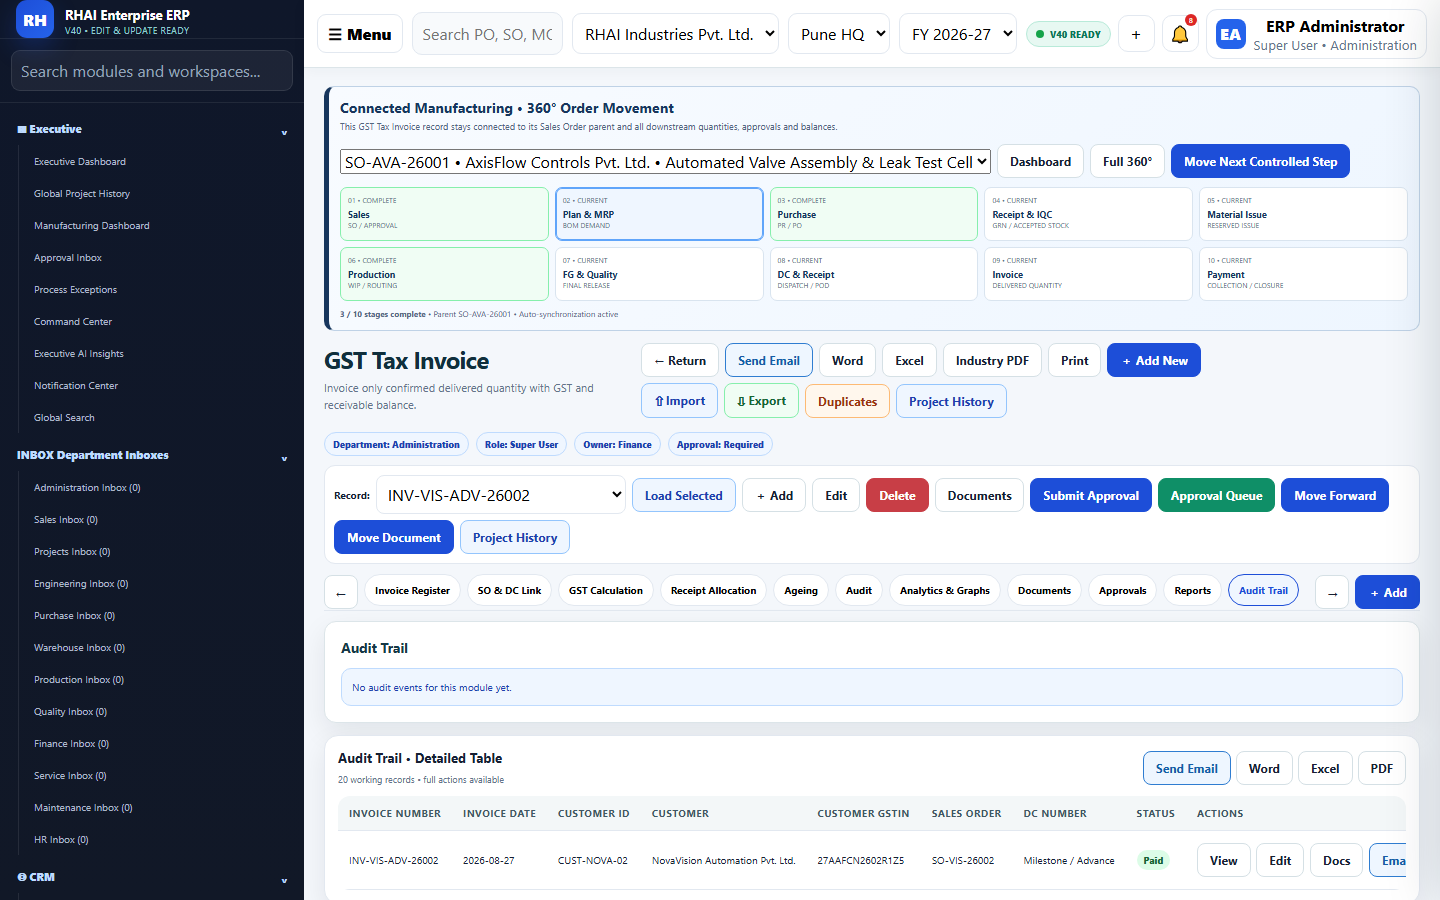 RH
RHAI Enterprise ERP
V40 • EDIT & UPDATE READY
Search modules and workspaces...
Executive
Executive Dashboard
Global Project History
Manufacturing Dashboard
Approval Inbox
Process Exceptions
Command Center
Executive AI Insights
Notification Center
Global Search
INBOX Department Inboxes
Administration Inbox (0)
Sales Inbox (0)
Projects Inbox (0)
Engineering Inbox (0)
Purchase Inbox (0)
Warehouse Inbox (0)
Production Inbox (0)
Quality Inbox (0)
Finance Inbox (0)
Service Inbox (0)
Maintenance Inbox (0)
HR Inbox (0)
CRM
☰ Menu
Search PO, SO, MC
RHAI Industries Pvt. Ltd.
Pune HQ
FY 2026-27
V40 READY
+
8
EA
ERP Administrator
Super User • Administration
Connected Manufacturing • 360° Order Movement
This GST Tax Invoice record stays connected to its Sales Order parent and all downstream quantities, approvals and balances.
SO-AVA-26001 • AxisFlow Controls Pvt. Ltd. • Automated Valve Assembly & Leak Test Cell
Dashboard
Full 360°
Move Next Controlled Step
01 • COMPLETE
Sales
SO / APPROVAL
02 • CURRENT
Plan & MRP
BOM DEMAND
03 • COMPLETE
Purchase
PR / PO
04 • CURRENT
Receipt & IQC
GRN / ACCEPTED STOCK
05 • CURRENT
Material Issue
RESERVED ISSUE
06 • COMPLETE
Production
WIP / ROUTING
07 • CURRENT
FG & Quality
FINAL RELEASE
08 • CURRENT
DC & Receipt
DISPATCH / POD
09 • CURRENT
Invoice
DELIVERED QUANTITY
10 • CURRENT
Payment
COLLECTION / CLOSURE
3 / 10 stages complete • Parent SO-AVA-26001 • Auto-synchronization active
GST Tax Invoice
Invoice only confirmed delivered quantity with GST and
receivable balance.
← Return
Send Email
Word
Excel
Industry PDF
Print
+ Add New
⇧ Import
⇩ Export
Duplicates
Project History
Department: Administration
Role: Super User
Owner: Finance
Approval: Required
Record:
INV-VIS-ADV-26002
Load Selected
+ Add
Edit
Delete
Documents
Submit Approval
Approval Queue
Move Forward
Move Document
Project History
←
Invoice Register
SO & DC Link
GST Calculation
Receipt Allocation
Ageing
Audit
Analytics & Graphs
Documents
Approvals
Reports
Audit Trail
→
+ Add
Audit Trail
No audit events for this module yet.
Audit Trail • Detailed Table
20 working records • full actions available
Send Email
Word
Excel
PDF
INVOICE NUMBER INVOICE DATE CUSTOMER ID CUSTOMER CUSTOMER GSTIN SALES ORDER DC NUMBER STATUS ACTIONS
INV-VIS-ADV-26002 2026-08-27 CUST-NOVA-02 NovaVision Automation Pvt. Ltd. 27AAFCN2602R1Z5 SO-VIS-26002 Milestone / Advance Paid View Edit Docs Ema